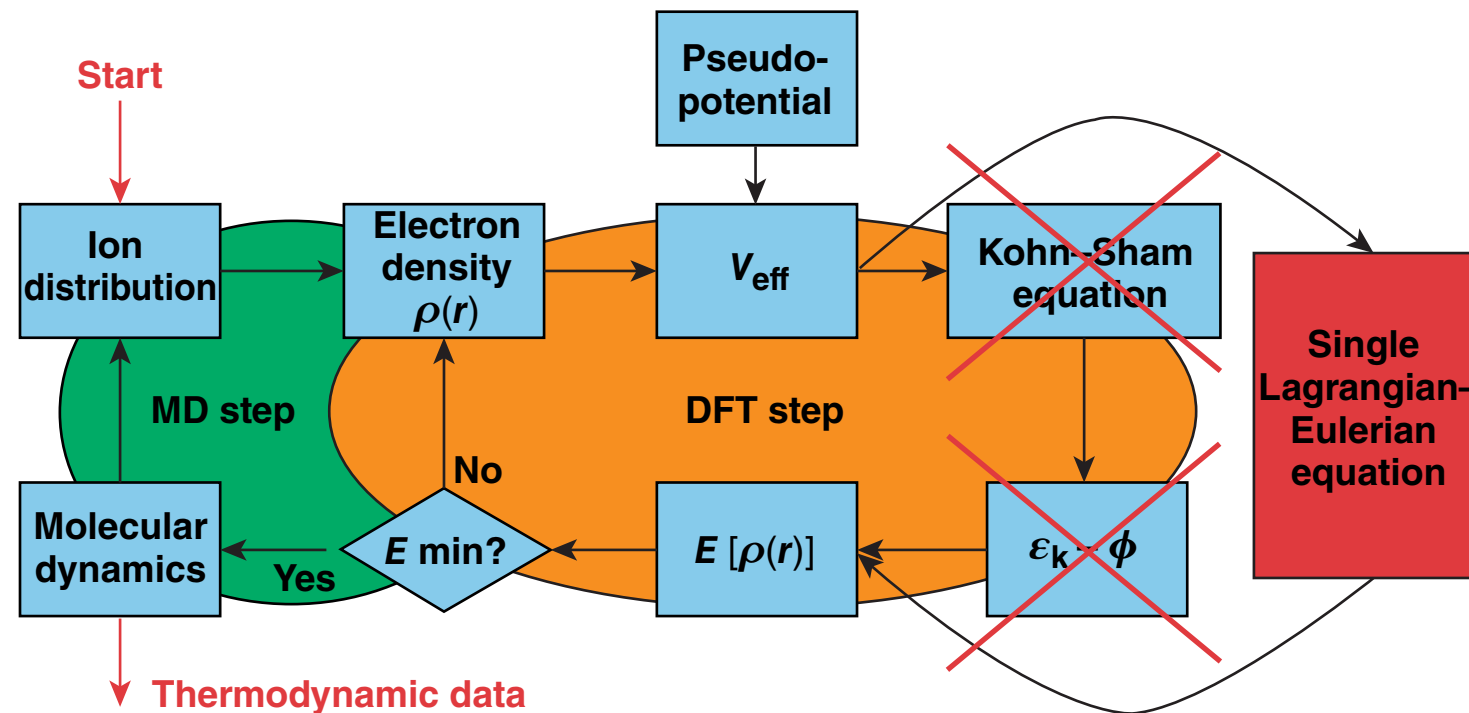 Start
Pseudo-
potential
Ion
distribution
Electron
density
ρ(r)
Veff
Kohn–Sham
equation
Single
Lagrangian–
Eulerian
equation
MD step
DFT step
No
Molecular
dynamics
Yes
E min?
E [ρ(r)]
εk – ϕ
Thermodynamic data